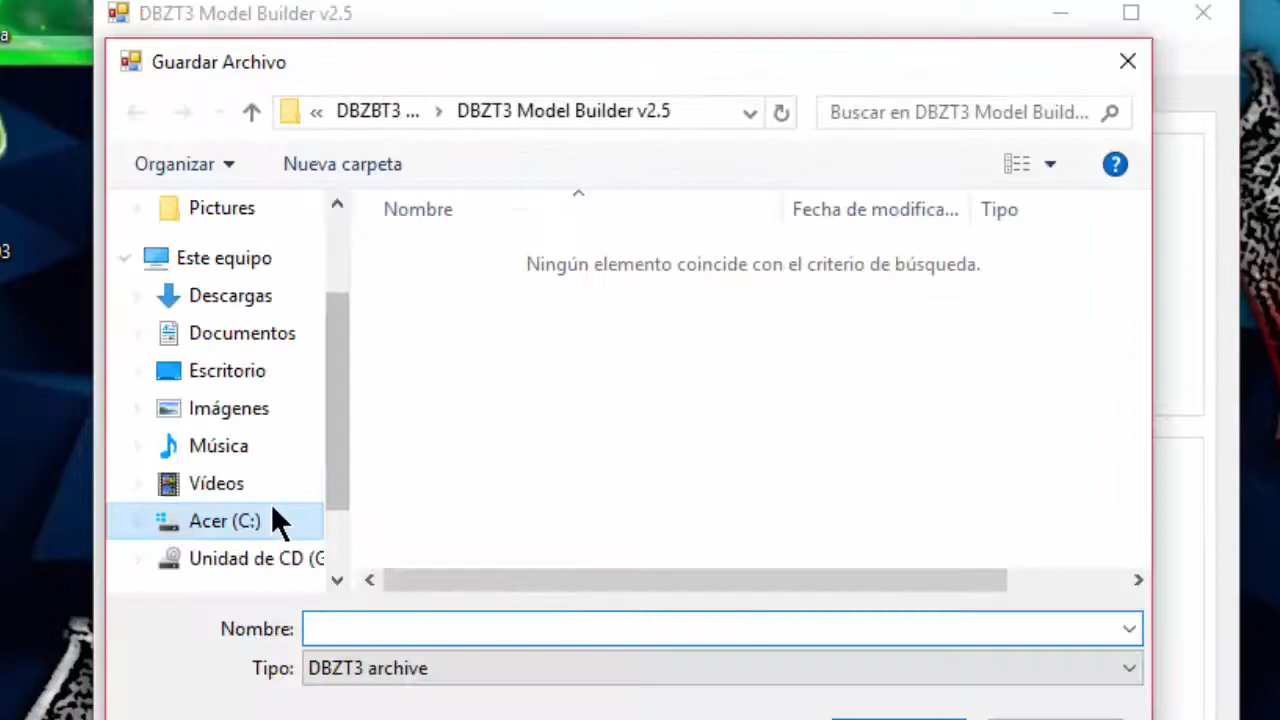 DBZT3 Model Builder v2.5
Guardar Archivo
« DBZBT3 ... › DBZT3 Model Builder v2.5
Buscar en DBZT3 Model Build...
Organizar
Nueva carpeta
?
Pictures
Nombre
Fecha de modifica...
Tipo
Este equipo
Ningún elemento coincide con el criterio de búsqueda.
Descargas
Documentos
Escritorio
Imágenes
Música
Vídeos
Acer (C:)
Unidad de CD (G
Nombre:
Tipo:
DBZT3 archive
a
03